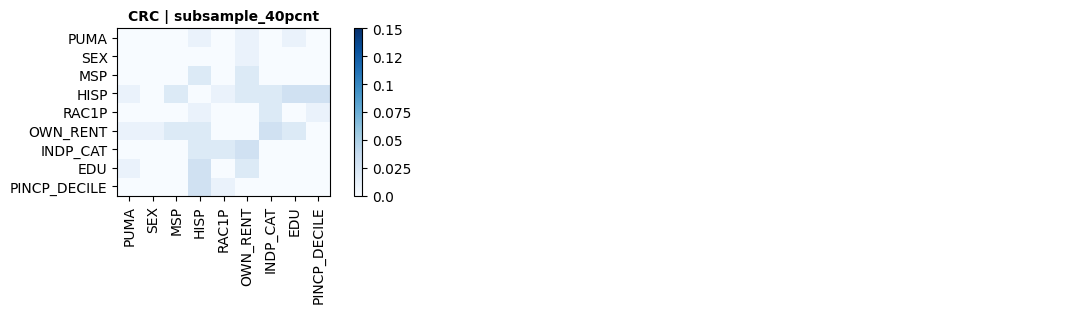 CRC | subsample_40pcnt
PUMA
SEX
MSP
HISP
RAC1P
OWN_RENT
INDP_CAT
EDU
PINCP_DECILE
PUMA
SEX
MSP
HISP
RAC1P
OWN_RENT
INDP_CAT
EDU
PINCP_DECILE
0.15
0.125
0.1
0.075
0.05
0.025
0.0